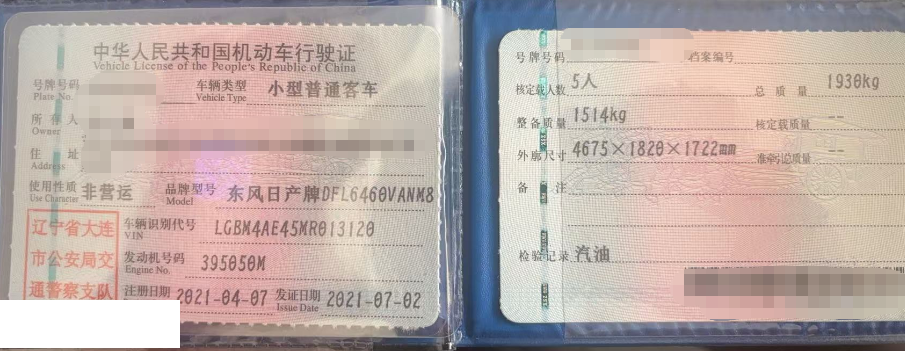 中华人民共和国机动车行驶证
Vehicle License of the People's Republic of China
号牌号码
Plate No.
车辆类型 小型普通客车
Vehicle Type
所有人
Owner
住址
Address
使用性质 非营运
Use Character
品牌型号 东风日产牌DFL6460VANM8
Model
辽宁省大连
市公安局交
通警察支队
车辆识别代号 LGBM4AE45MR013120
VIN
发动机号码 395050M
Engine No.
注册日期 2021-04-07 发证日期 2021-07-02
Issue Date
号牌号码 档案编号
核定载人数 5人 总质量 1930kg
整备质量 1514kg 核定载质量 --
外廓尺寸 4675×1820×1722mm 准牵引总质量 --
备注
检验记录 汽油